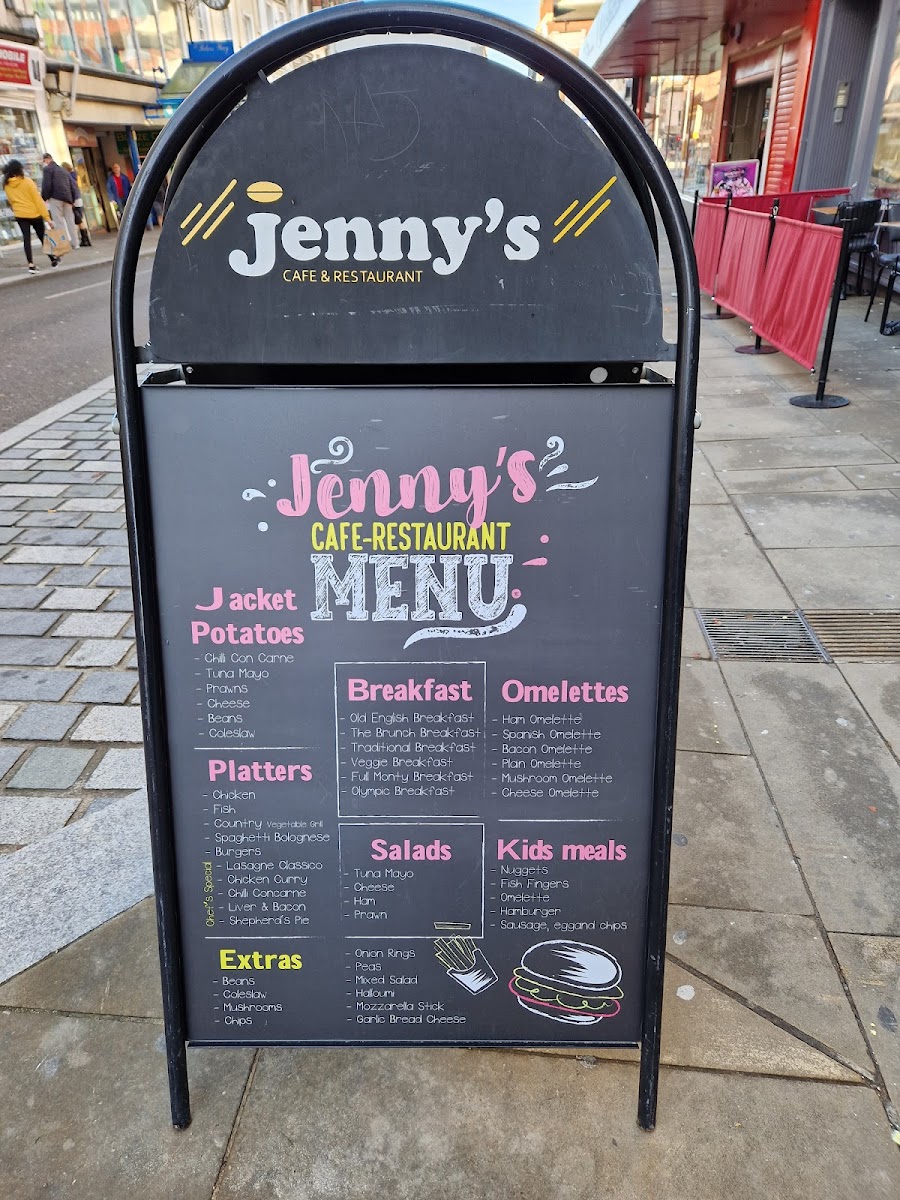 MOBILE
NAJ
Jenny's
CAFE & RESTAURANT
Jenny's
CAFE-RESTAURANT
MENU
Jacket
Potatoes
- Chilli Con Carne
- Tuna Mayo
- Prawns
- Cheese
- Beans
- Coleslaw
Platters
- Chicken
- Fish
- Country Vegetable Grill
- Spaghetti Bolognese
- Burgers
Chef's Special
- Lasagne Classico
- Chicken Curry
- Chilli Concarne
- Liver & Bacon
- Shepherd's Pie
Breakfast
- Old English Breakfast
- The Brunch Breakfast
- Traditional Breakfast
- Veggie Breakfast
- Full Monty Breakfast
- Olympic Breakfast
Salads
- Tuna Mayo
- Cheese
- Ham
- Prawn
Omelettes
- Ham Omelette
- Spanish Omelette
- Bacon Omelette
- Plain Omelette
- Mushroom Omelette
- Cheese Omelette
Kids meals
- Nuggets
- Fish Fingers
- Omelette
- Hamburger
- Sausage, eggand chips
Extras
- Beans
- Coleslaw
- Mushrooms
- Chips
- Onion Rings
- Peas
- Mixed Salad
- Halloumi
- Mozzarella Stick
- Garlic Bread Cheese